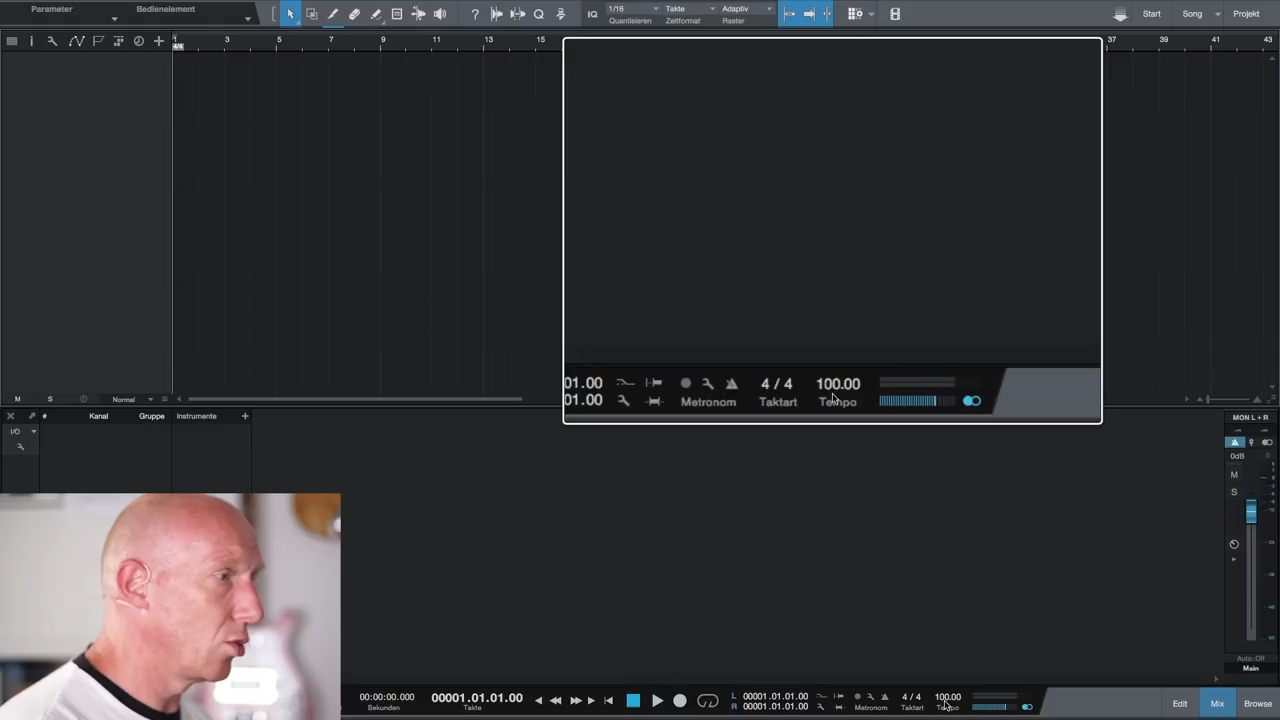 Parameter
Bedienelement
1/16
Quantisieren
Takte
Zeitformat
Adaptiv
Raster
IQ
Start
Song
Projekt
4/4
1
3
5
7
9
11
13
15
37
39
41
43
01.00
01.00
Metronom
4 / 4
Taktart
100.00
Tempo
M
S
Normal
#
Kanal
Gruppe
Instrumente
I/O
MON L + R
0dB
M
S
Auto: Off
Main
00:00:00.000
Sekunden
00001.01.01.00
Takte
L 00001.01.01.00
R 00001.01.01.00
Metronom
4 / 4
Taktart
100.00
Tempo
Edit
Mix
Browse